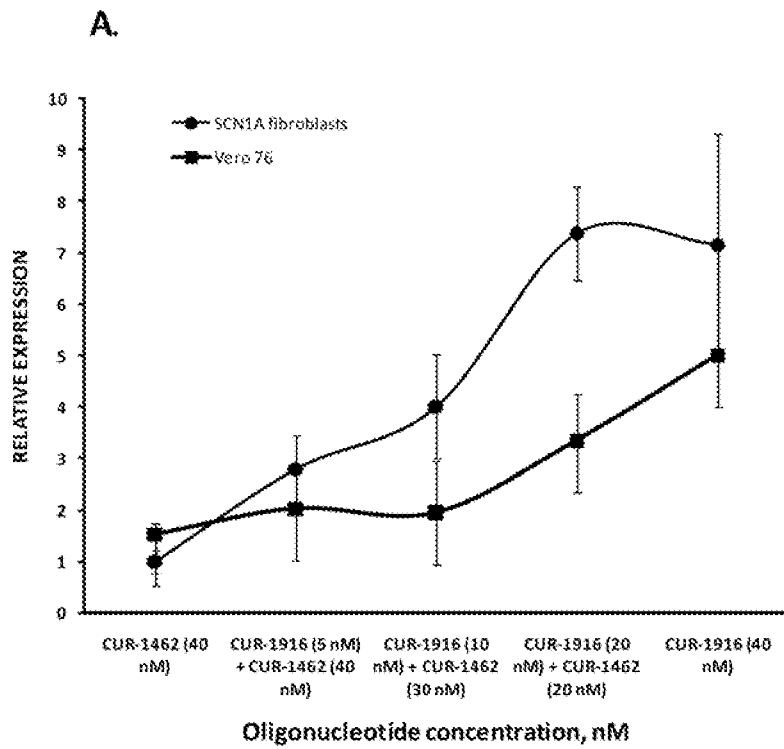 A.
10
9
8
7
6
5
4
3
2
1
0
RELATIVE EXPRESSION
SCN1A fibroblasts
Vero 76
CUR-1462 (40
nM)
CUR-1916 (5 nM)
+ CUR-1462 (40
nM)
CUR-1916 (10
nM) + CUR-1462
(30 nM)
CUR-1916 (20
nM) + CUR-1462
(20 nM)
CUR-1916 (40
nM)
Oligonucleotide concentration, nM